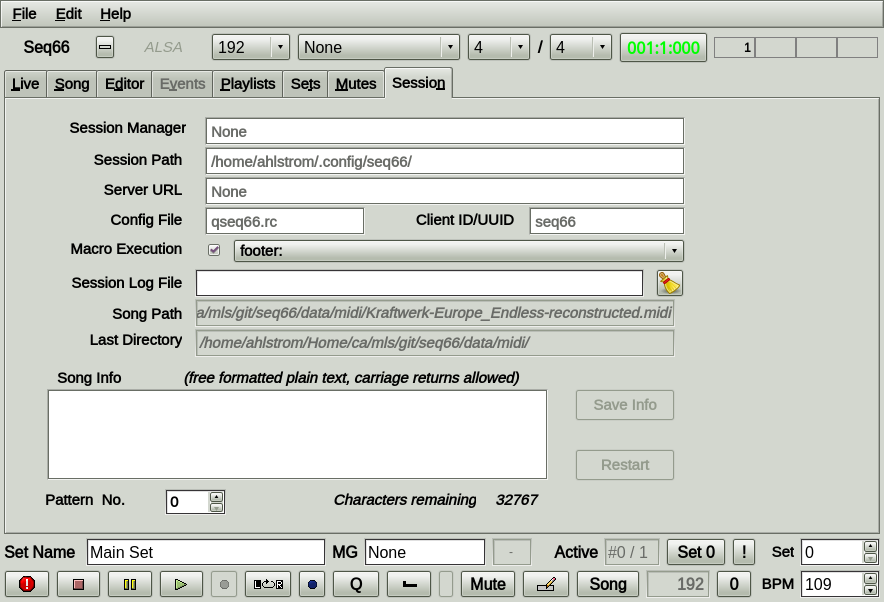 File Edit Help
Seq66 ALSA 192 None 4 / 4 001:1:000 1
Live Song Editor Events Playlists Sets Mutes Session
Session Manager None
Session Path /home/ahlstrom/.config/seq66/
Server URL None
Config File qseq66.rc Client ID/UUID seq66
Macro Execution footer:
Session Log File
Song Path a/mls/git/seq66/data/midi/Kraftwerk-Europe_Endless-reconstructed.midi
Last Directory /home/ahlstrom/Home/ca/mls/git/seq66/data/midi/
Song Info (free formatted plain text, carriage returns allowed)
Save Info
Restart
Pattern No. 0 Characters remaining 32767
Set Name Main Set MG None - Active #0 / 1 Set 0 ! Set 0
L R Q Mute Song 192 0 BPM 109